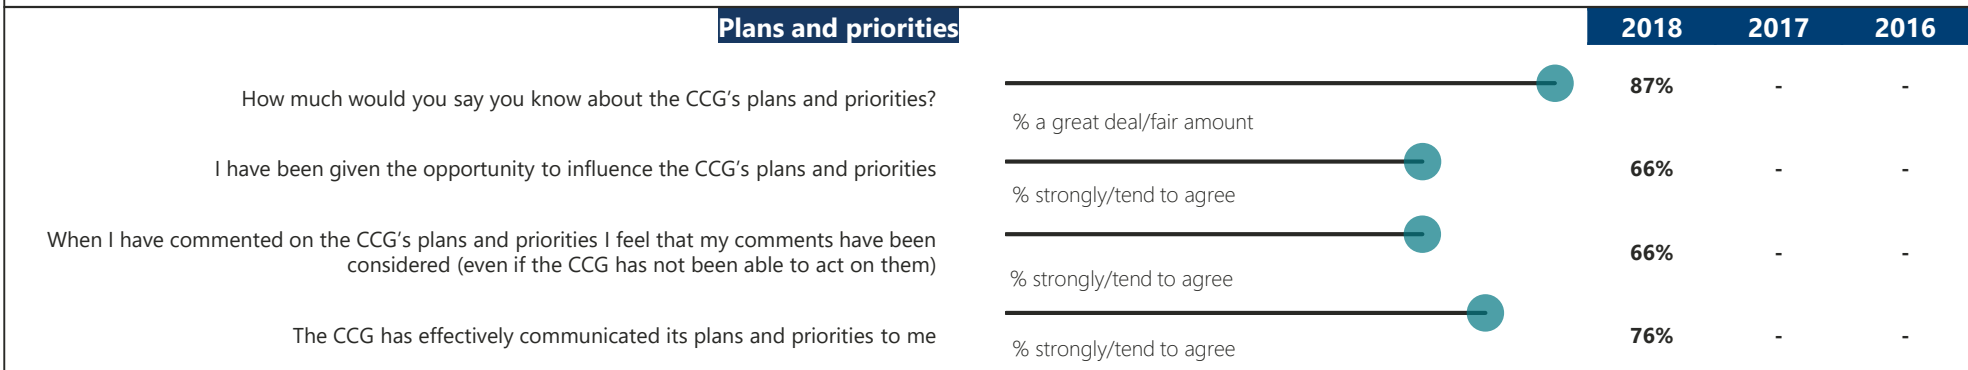 Plans and priorities 2018 2017 2016
How much would you say you know about the CCG’s plans and priorities? 87% - -
% a great deal/fair amount
I have been given the opportunity to influence the CCG’s plans and priorities 66% - -
% strongly/tend to agree
When I have commented on the CCG’s plans and priorities I feel that my comments have been
considered (even if the CCG has not been able to act on them) 66% - -
% strongly/tend to agree
The CCG has effectively communicated its plans and priorities to me 76% - -
% strongly/tend to agree